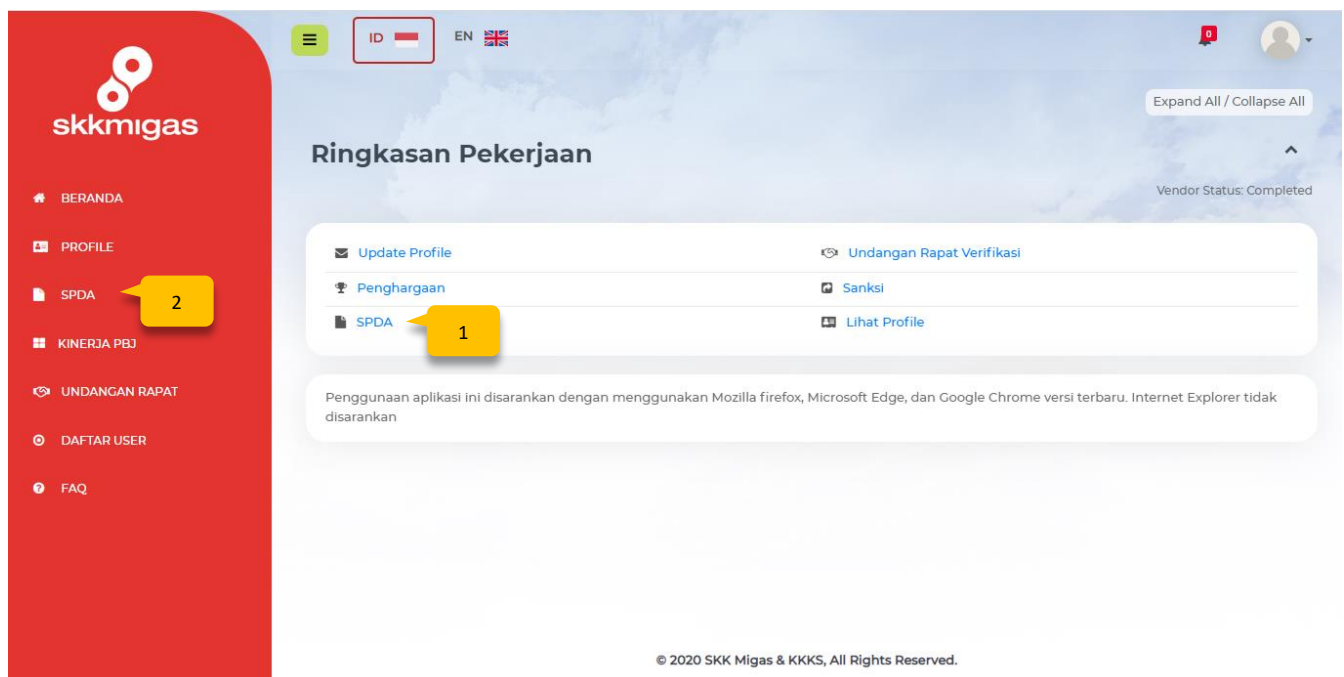 skkmigas
BERANDA
PROFILE
SPDA
2
KINERJA PBJ
UNDANGAN RAPAT
DAFTAR USER
FAQ
ID
EN
0
Expand All / Collapse All
Ringkasan Pekerjaan
Vendor Status: Completed
Update Profile
Undangan Rapat Verifikasi
Penghargaan
Sanksi
SPDA
1
Lihat Profile
Penggunaan aplikasi ini disarankan dengan menggunakan Mozilla firefox, Microsoft Edge, dan Google Chrome versi terbaru. Internet Explorer tidak
disarankan
© 2020 SKK Migas & KKKS, All Rights Reserved.